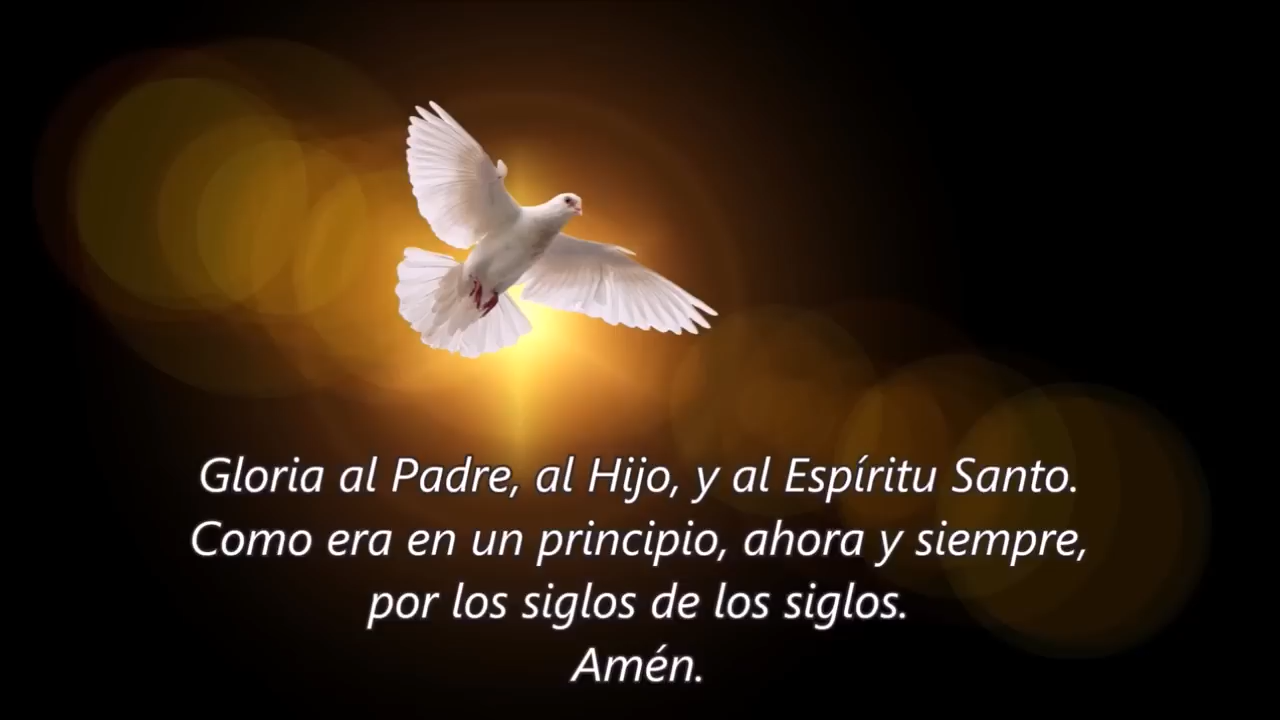 Gloria al Padre, al Hijo, y al Espíritu Santo.
Como era en un principio, ahora y siempre,
por los siglos de los siglos.
Amén.